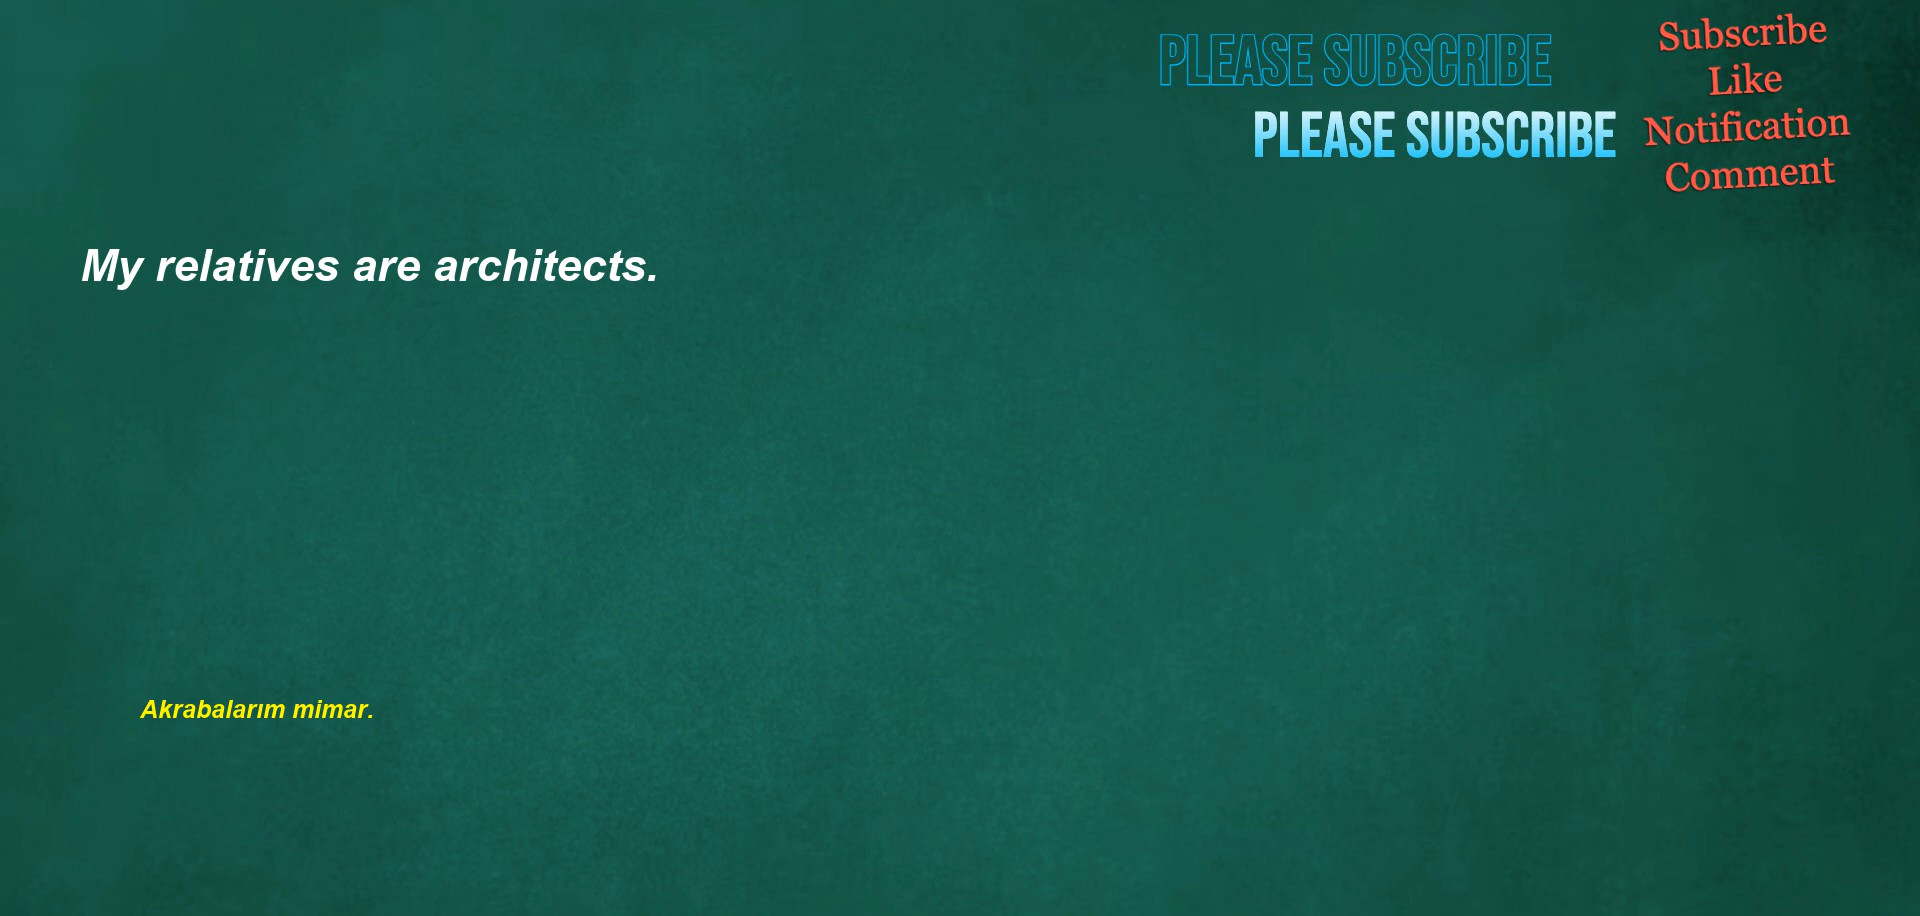 PLEASE SUBSCRIBE
PLEASE SUBSCRIBE
Subscribe
Like
Notification
Comment
My relatives are architects.
Akrabalarım mimar.